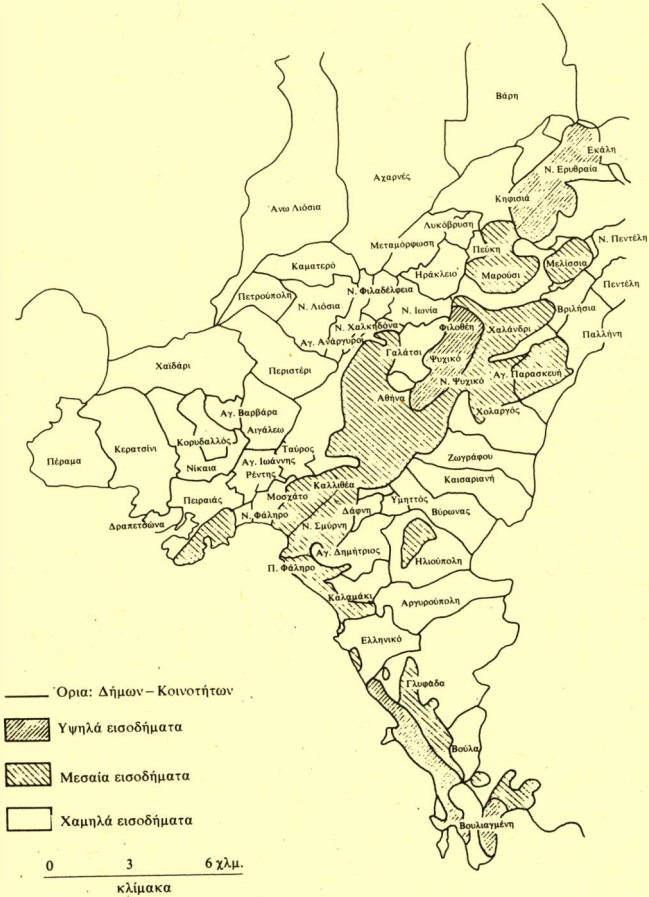 Βάρη
Εκάλη
Ν. Ερυθραία
Αχαρνές
Κηφισιά
Άνω Λιόσια
Λυκόβρυση
Μεταμόρφωση
Πεύκη
Ν. Πεντέλη
Καματερό
Ηράκλειο
Μαρούσι
Μελίσσια
Πεντέλη
Πετρούπολη
Ν. Φιλαδέλφεια
Ν. Λιόσια
Ν. Ιωνία
Βριλήσια
Ν. Χαλκηδόνα
Φιλοθέη
Χαλάνδρι
Παλλήνη
Αγ. Ανάργυροι
Γαλάτσι
Ψυχικό
Χαϊδάρι
Περιστέρι
Αγ. Παρασκευή
Ν. Ψυχικό
Αθήνα
Χολαργός
Αγ. Βαρβάρα
Αιγάλεω
Κορυδαλλός
Κερατσίνι
Πέραμα
Ταύρος
Ζωγράφου
Αγ. Ιωάννης
Ρέντης
Νίκαια
Καισαριανή
Καλλιθέα
Μοσχάτο
Πειραιάς
Υμηττός
Δάφνη
Βύρωνας
Ν. Φάληρο
Δραπετσώνα
Ν. Σμύρνη
Αγ. Δημήτριος
Ηλιούπολη
Π. Φάληρο
Καλαμάκι
Αργυρούπολη
Ελληνικό
Γλυφάδα
Βούλα
Βουλιαγμένη
Όρια: Δήμων – Κοινοτήτων
Υψηλά εισοδήματα
Μεσαία εισοδήματα
Χαμηλά εισοδήματα
0 3 6 χλμ.
κλίμακα